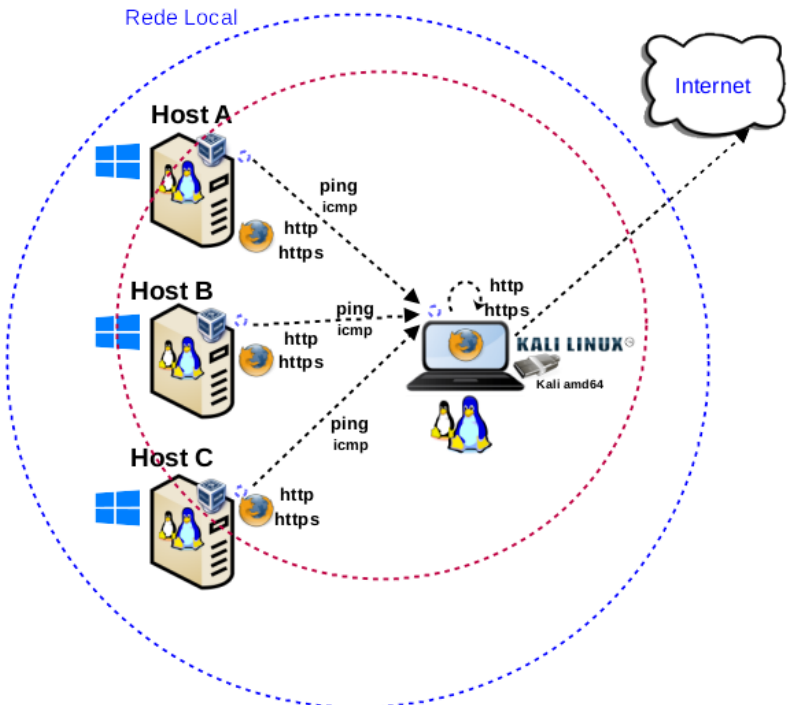 Rede Local
Internet
Host A
ping
icmp
http
https
Host B
ping
icmp
http
https
http
https
KALI LINUX
Kali amd64
ping
icmp
Host C
http
https